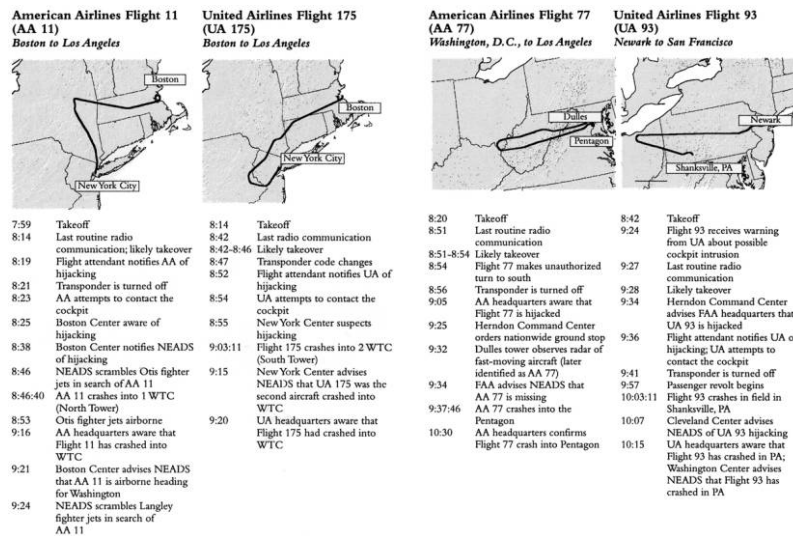 American Airlines Flight 11
(AA 11)
Boston to Los Angeles
Boston
New York City
7:59 Takeoff
8:14 Last routine radio
communication; likely takeover
8:19 Flight attendant notifies AA of
hijacking
8:21 Transponder is turned off
8:23 AA attempts to contact the
cockpit
8:25 Boston Center aware of
hijacking
8:38 Boston Center notifies NEADS
of hijacking
8:46 NEADS scrambles Otis fighter
jets in search of AA 11
8:46:40 AA 11 crashes into 1 WTC
(North Tower)
8:53 Otis fighter jets airborne
9:16 AA headquarters aware that
Flight 11 has crashed into
WTC
9:21 Boston Center advises NEADS
that AA 11 is airborne heading
for Washington
9:24 NEADS scrambles Langley
fighter jets in search of
AA 11
United Airlines Flight 175
(UA 175)
Boston to Los Angeles
Boston
New York City
8:14 Takeoff
8:42 Last radio communication
8:42-8:46 Likely takeover
8:47 Transponder code changes
8:52 Flight attendant notifies UA of
hijacking
8:54 UA attempts to contact the
cockpit
8:55 New York Center suspects
hijacking
9:03:11 Flight 175 crashes into 2 WTC
(South Tower)
9:15 New York Center advises
NEADS that UA 175 was the
second aircraft crashed into
WTC
9:20 UA headquarters aware that
Flight 175 had crashed into
WTC
American Airlines Flight 77
(AA 77)
Washington, D.C., to Los Angeles
Dulles
Pentagon
8:20 Takeoff
8:51 Last routine radio
communication
8:51-8:54 Likely takeover
8:54 Flight 77 makes unauthorized
turn to south
8:56 Transponder is turned off
9:05 AA headquarters aware that
Flight 77 is hijacked
9:25 Herndon Command Center
orders nationwide ground stop
9:32 Dulles tower observes radar of
fast-moving aircraft (later
identified as AA 77)
9:34 FAA advises NEADS that
AA 77 is missing
9:37:46 AA 77 crashes into the
Pentagon
10:30 AA headquarters confirms
Flight 77 crash into Pentagon
United Airlines Flight 93
(UA 93)
Newark to San Francisco
Newark
Shanksville, PA
8:42 Takeoff
9:24 Flight 93 receives warning
from UA about possible
cockpit intrusion
9:27 Last routine radio
communication
9:28 Likely takeover
9:34 Herndon Command Center
advises FAA headquarters that
UA 93 is hijacked
9:36 Flight attendant notifies UA o
hijacking; UA attempts to
contact the cockpit
9:41 Transponder is turned off
9:57 Passenger revolt begins
10:03:11 Flight 93 crashes in field in
Shanksville, PA
10:07 Cleveland Center advises
NEADS of UA 93 hijacking
10:15 UA headquarters aware that
Flight 93 has crashed in PA;
Washington Center advises
NEADS that Flight 93 has
crashed in PA